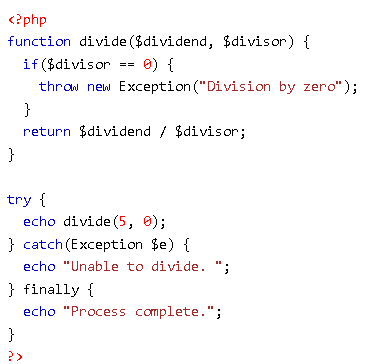 <?php
function divide($dividend, $divisor) {
  if($divisor == 0) {
    throw new Exception("Division by zero");
  }
  return $dividend / $divisor;
}

try {
  echo divide(5, 0);
} catch(Exception $e) {
  echo "Unable to divide. ";
} finally {
  echo "Process complete.";
}
?>